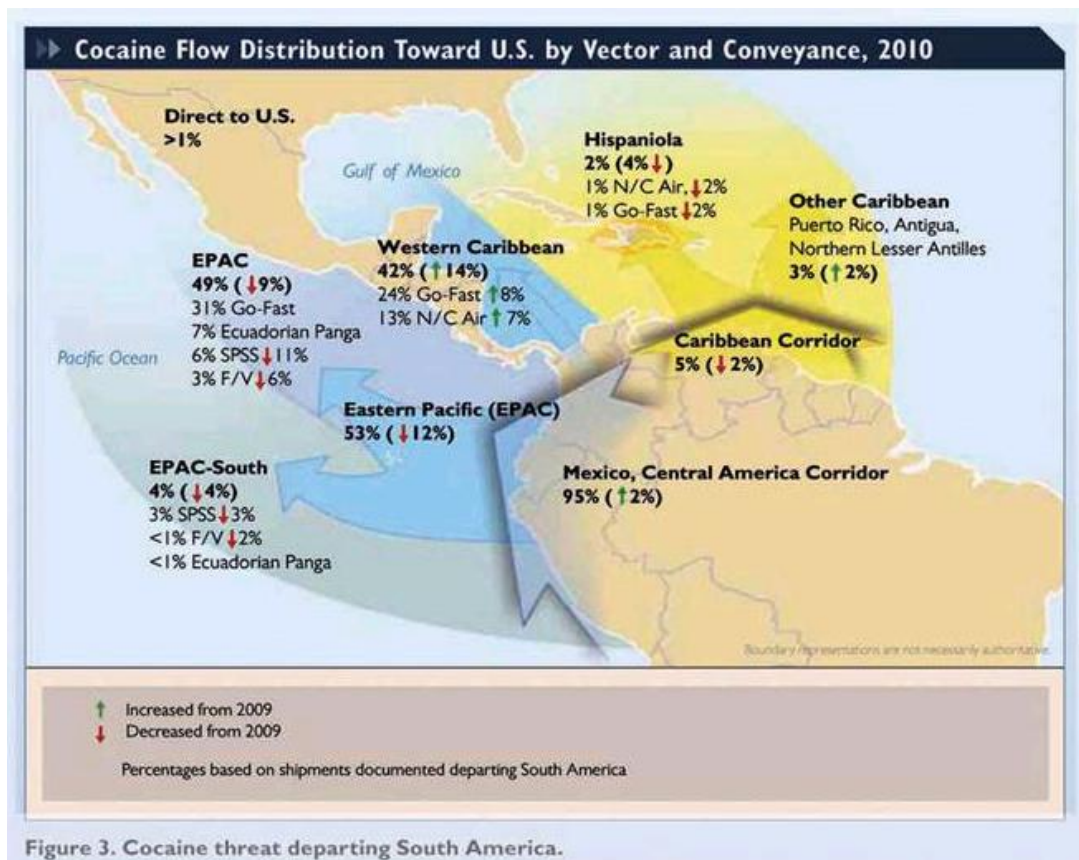 Cocaine Flow Distribution Toward U.S. by Vector and Conveyance, 2010
Direct to U.S.
>1%
Gulf of Mexico
Hispaniola
2% (4%↓)
1% N/C Air,↓2%
1% Go-Fast ↓2%
Other Caribbean
Puerto Rico, Antigua,
Northern Lesser Antilles
3% (↑2%)
Western Caribbean
42% (↑14%)
24% Go-Fast ↑8%
13% N/C Air↑ 7%
EPAC
49% (↓9%)
31% Go-Fast
7% Ecuadorian Panga
6% SPSS↓11%
3% F/V↓6%
Pacific Ocean
Caribbean Corridor
5% (↓2%)
Eastern Pacific (EPAC)
53% (↓12%)
EPAC-South
4% (↓4%)
3% SPSS↓3%
<1% F/V↓2%
<1% Ecuadorian Panga
Mexico, Central America Corridor
95% (↑2%)
Boundary representations are not necessarily authoritative.
↑ Increased from 2009
↓ Decreased from 2009
Percentages based on shipments documented departing South America
Figure 3. Cocaine threat departing South America.